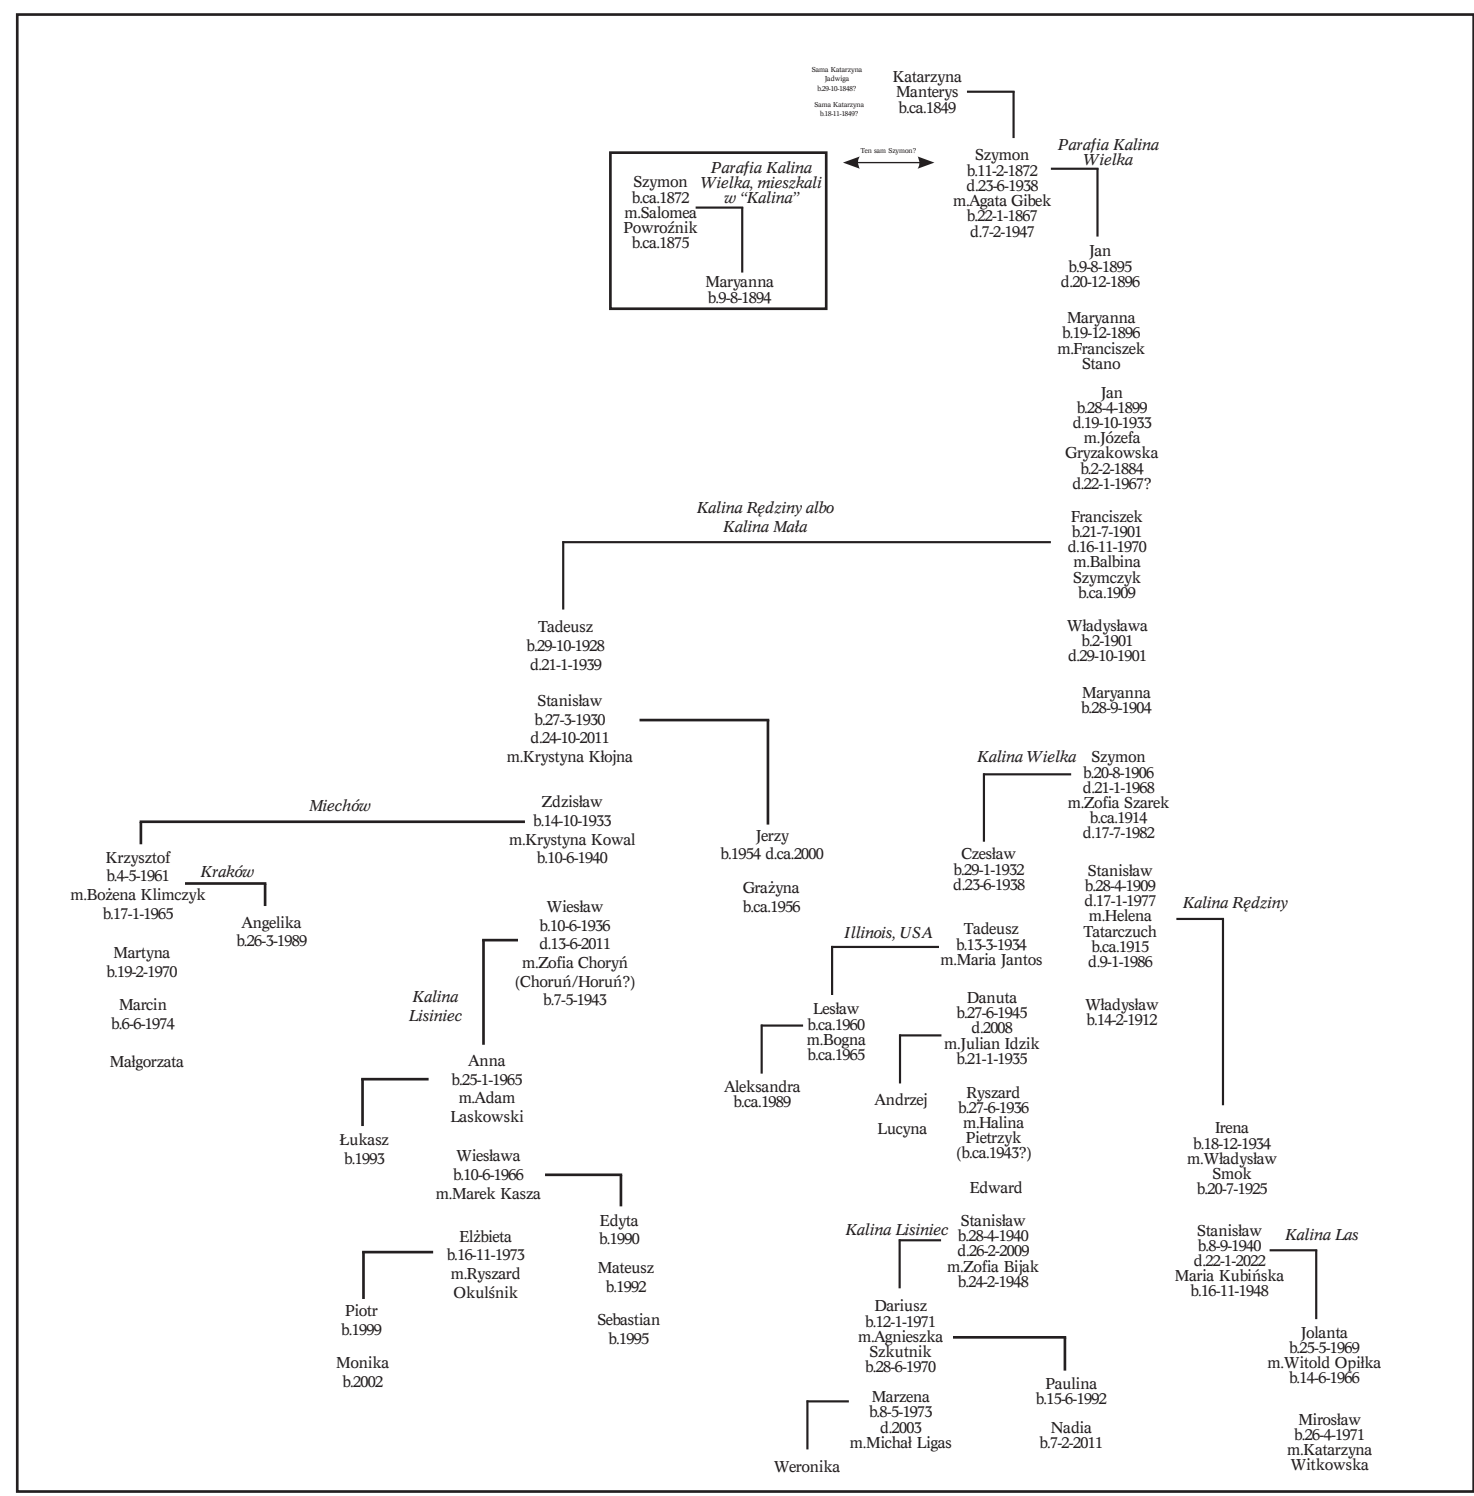 Sama Katarzyna
Jadwiga
b.29-10-1848?
Sama Katarzyna
b.18-11-1849?
Katarzyna
Manterys
b.ca.1849
Ten sam Szymon?
Szymon
b.11-2-1872
d.23-6-1938
m.Agata Gibek
b.22-1-1867
d.7-2-1947
Parafia Kalina
Wielka
Szymon
b.ca.1872
m.Salomea
Powroźnik
b.ca.1875
Parafia Kalina
Wielka, mieszkali
w “Kalina”
Maryanna
b.9-8-1894
Jan
b.9-8-1895
d.20-12-1896
Maryanna
b.19-12-1896
m.Franciszek
Stano
Jan
b.28-4-1899
d.19-10-1933
m.Józefa
Gryzakowska
b.2-2-1884
d.22-1-1967?
Kalina Rędziny albo
Kalina Mała
Franciszek
b.21-7-1901
d.16-11-1970
m.Balbina
Szymczyk
b.ca.1909
Władysława
b.2-1901
d.29-10-1901
Maryanna
b.28-9-1904
Kalina Wielka
Szymon
b.20-8-1906
d.21-1-1968
m.Zofia Szarek
b.ca.1914
d.17-7-1982
Stanisław
b.28-4-1909
d.17-1-1977
m.Helena
Tatarczuch
b.ca.1915
d.9-1-1986
Kalina Rędziny
Władysław
b.14-2-1912
Tadeusz
b.29-10-1928
d.21-1-1939
Stanisław
b.27-3-1930
d.24-10-2011
m.Krystyna Kłojna
Zdzisław
b.14-10-1933
m.Krystyna Kowal
b.10-6-1940
Wiesław
b.10-6-1936
d.13-6-2011
m.Zofia Choryń
(Choruń/Horuń?)
b.7-5-1943
Miechów
Jerzy
b.1954 d.ca.2000
Grażyna
b.ca.1956
Krzysztof
b.4-5-1961
m.Bożena Klimczyk
b.17-1-1965
Kraków
Angelika
b.26-3-1989
Martyna
b.19-2-1970
Marcin
b.6-6-1974
Małgorzata
Kalina
Lisiniec
Anna
b.25-1-1965
m.Adam
Laskowski
Łukasz
b.1993
Wiesława
b.10-6-1966
m.Marek Kasza
Edyta
b.1990
Mateusz
b.1992
Sebastian
b.1995
Elżbieta
b.16-11-1973
m.Ryszard
Okulśnik
Piotr
b.1999
Monika
b.2002
Czesław
b.29-1-1932
d.23-6-1938
Illinois, USA
Tadeusz
b.13-3-1934
m.Maria Jantos
Lesław
b.ca.1960
m.Bogna
b.ca.1965
Aleksandra
b.ca.1989
Danuta
b.27-6-1945
d.2008
m.Julian Idzik
b.21-1-1935
Andrzej
Lucyna
Ryszard
b.27-6-1936
m.Halina
Pietrzyk
(b.ca.1943?)
Edward
Kalina Lisiniec
Stanisław
b.28-4-1940
d.26-2-2009
m.Zofia Bijak
b.24-2-1948
Dariusz
b.12-1-1971
m.Agnieszka
Szkutnik
b.28-6-1970
Paulina
b.15-6-1992
Nadia
b.7-2-2011
Marzena
b.8-5-1973
d.2003
m.Michał Ligas
Weronika
Irena
b.18-12-1934
m.Władysław
Smok
b.20-7-1925
Stanisław
b.8-9-1940
d.22-1-2022
Maria Kubińska
b.16-11-1948
Kalina Las
Jolanta
b.25-5-1969
m.Witold Opiłka
b.14-6-1966
Mirosław
b.26-4-1971
m.Katarzyna
Witkowska